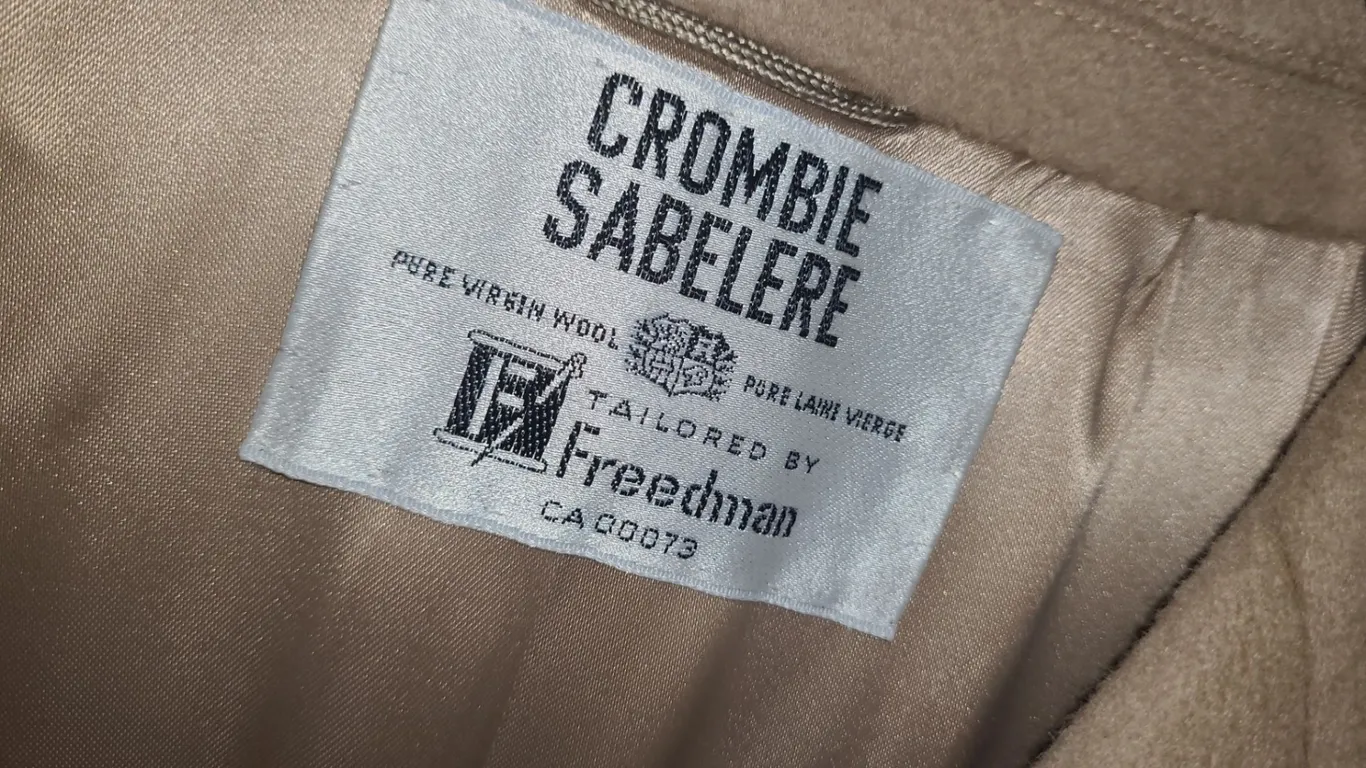 CROMBIE
SABELERE
PURE VIRGIN WOOL PURE LAINE VIERGE
F
TAILORED BY
Freedman
CA 00073